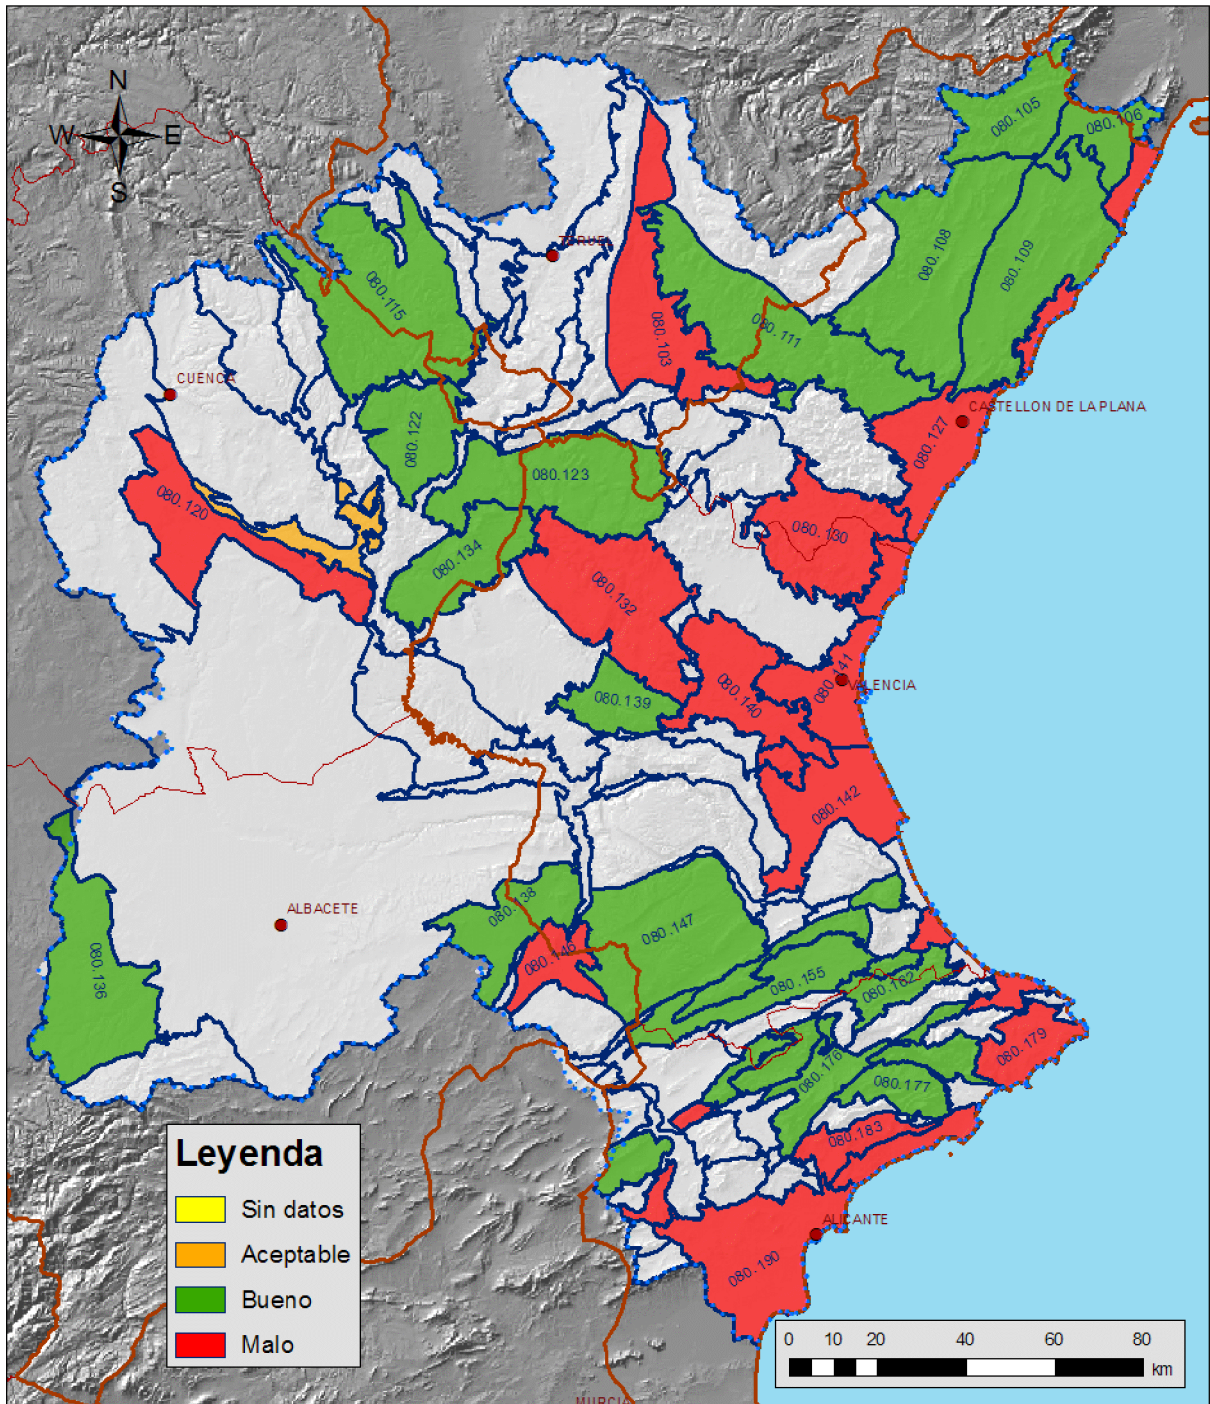 N
W
E
S
080.105
080.106
TERUEL
080.108
080.109
080.115
080.111
080.103
CUENCA
CASTELLON DE LA PLANA
080.122
080.127
080.123
080.120
080.130
080.134
080.132
080.141
VALENCIA
080.139
080.140
080.142
ALBACETE
080.138
080.147
080.146
080.136
080.155
080.162
080.179
080.176
080.177
080.183
Leyenda
Sin datos
Aceptable
Bueno
Malo
ALICANTE
080.190
0 10 20 40 60 80
km
MURCIA